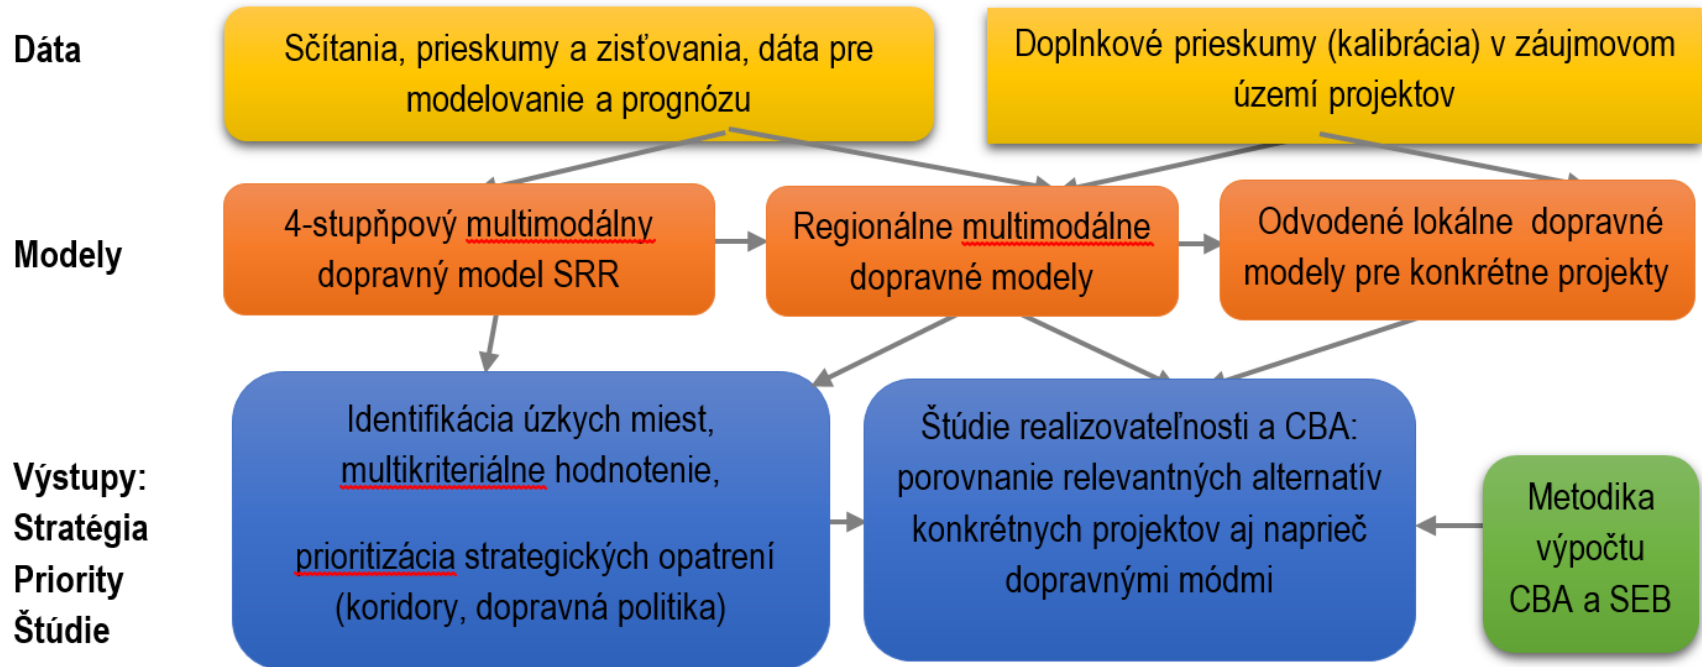 Dáta
Sčítania, prieskumy a zisťovania, dáta pre
modelovanie a prognózu
Doplnkové prieskumy (kalibrácia) v záujmovom
území projektov
Modely
4-stupňpový multimodálny
dopravný model SRR
Regionálne multimodálne
dopravné modely
Odvodené lokálne dopravné
modely pre konkrétne projekty
Výstupy:
Stratégia
Priority
Štúdie
Identifikácia úzkych miest,
multikriteriálne hodnotenie,
prioritizácia strategických opatrení
(koridory, dopravná politika)
Štúdie realizovateľnosti a CBA:
porovnanie relevantných alternatív
konkrétnych projektov aj naprieč
dopravnými módmi
Metodika
výpočtu
CBA a SEB